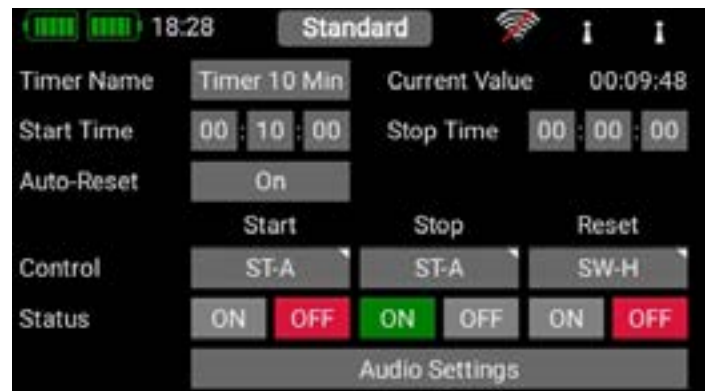 18:28 Standard
Timer Name Timer 10 Min Current Value 00:09:48
Start Time 00 : 10 : 00 Stop Time 00 : 00 : 00
Auto-Reset On
Start Stop Reset
Control ST-A ST-A SW-H
Status ON OFF ON OFF ON OFF
Audio Settings